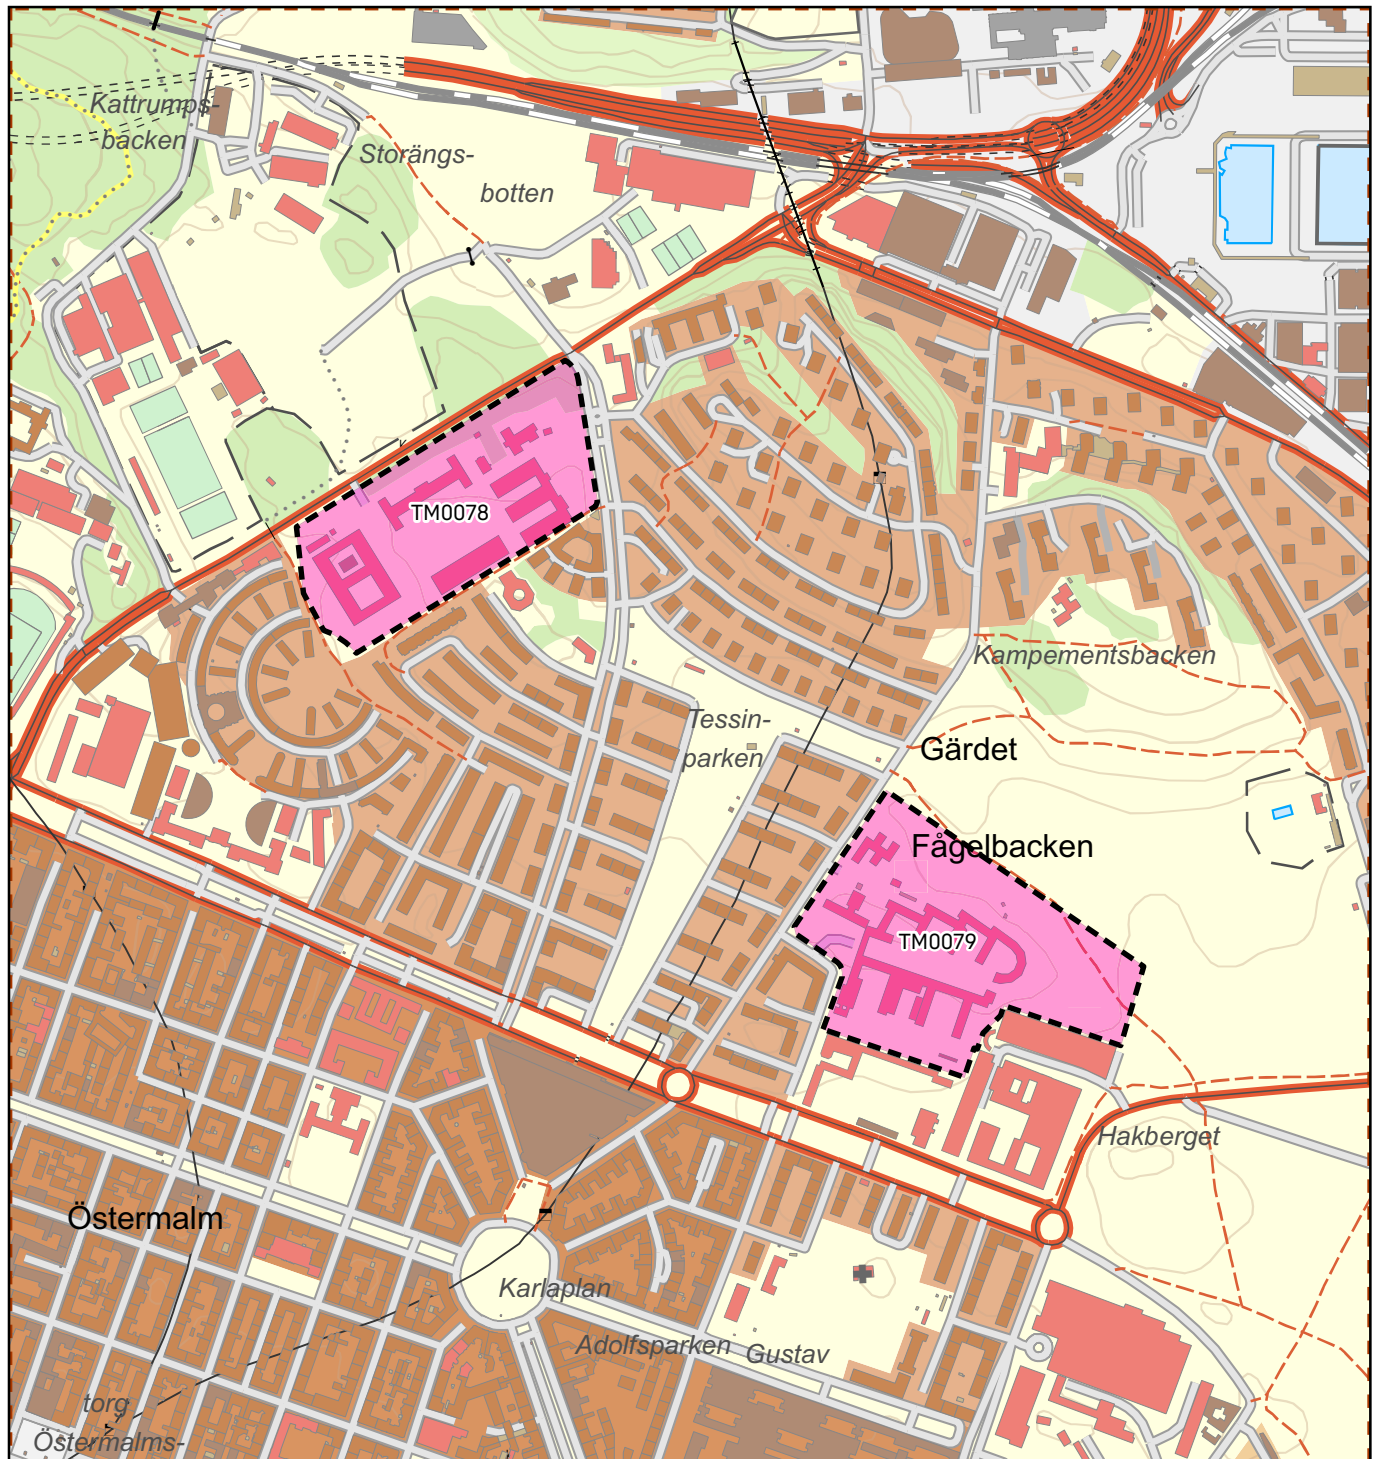 Kattrumps-
backen
Storängs-
botten
TM0078
Kampementsbacken
Tessin-
parken
Gärdet
Fågelbacken
TM0079
Hakberget
Östermalm
Karlaplan
Adolfsparken
Gustav
torg
Östermalms-